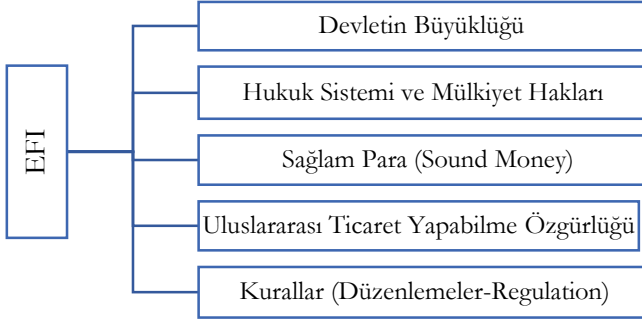 EFI
Devletin Büyüklüğü
Hukuk Sistemi ve Mülkiyet Hakları
Sağlam Para (Sound Money)
Uluslararası Ticaret Yapabilme Özgürlüğü
Kurallar (Düzenlemeler-Regulation)